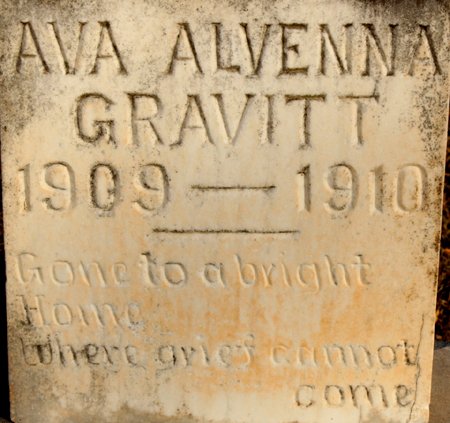 AVA ALVENNA
GRAVITT
1909 — 1910
Gone to a bright
Home
Where grief cannot
come